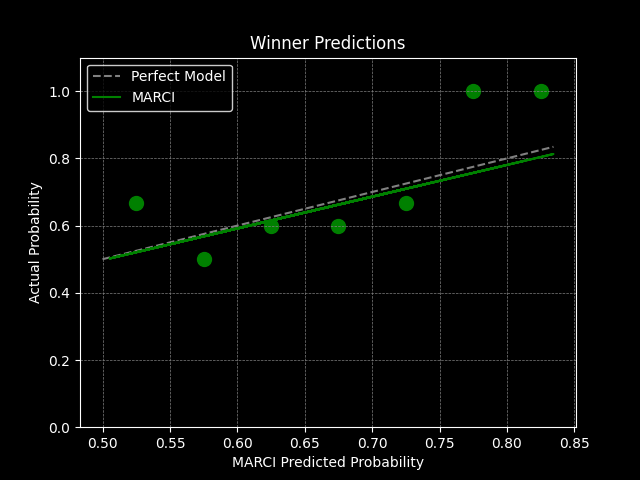 Winner Predictions
Perfect Model
MARCI
1.0
0.8
0.6
0.4
0.2
0.0
Actual Probability
0.50 0.55 0.60 0.65 0.70 0.75 0.80 0.85
MARCI Predicted Probability